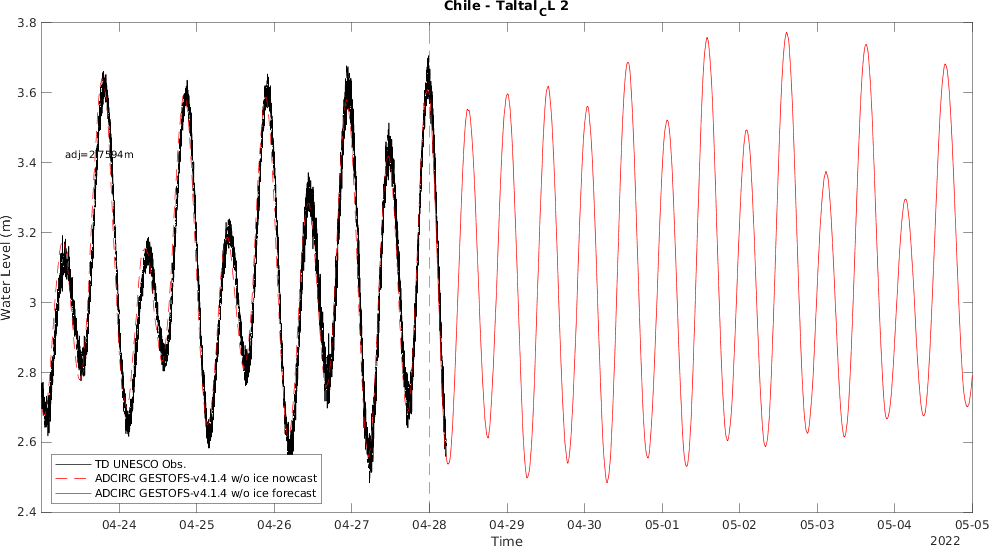 Chile - Taltal_CL 2
3.8
3.6
3.4
3.2
3
2.8
2.6
2.4
Water Level (m)
adj=2.7594m
TD UNESCO Obs.
ADCIRC GESTOFS-v4.1.4 w/o ice nowcast
ADCIRC GESTOFS-v4.1.4 w/o ice forecast
04-24 04-25 04-26 04-27 04-28 04-29 04-30 05-01 05-02 05-03 05-04 05-05
Time
2022